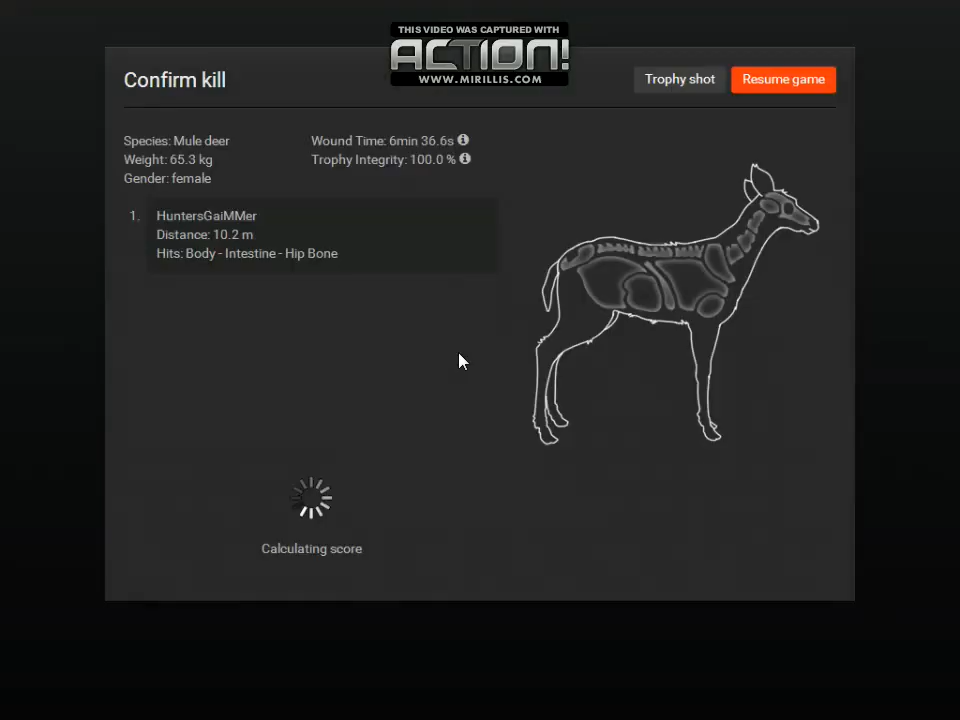 THIS VIDEO WAS CAPTURED WITH
ACTION!
WWW.MIRILLIS.COM
Confirm kill
Trophy shot
Resume game
Species: Mule deer
Weight: 65.3 kg
Gender: female
Wound Time: 6min 36.6s
Trophy Integrity: 100.0 %
1. HuntersGaiMMer
Distance: 10.2 m
Hits: Body - Intestine - Hip Bone
Calculating score